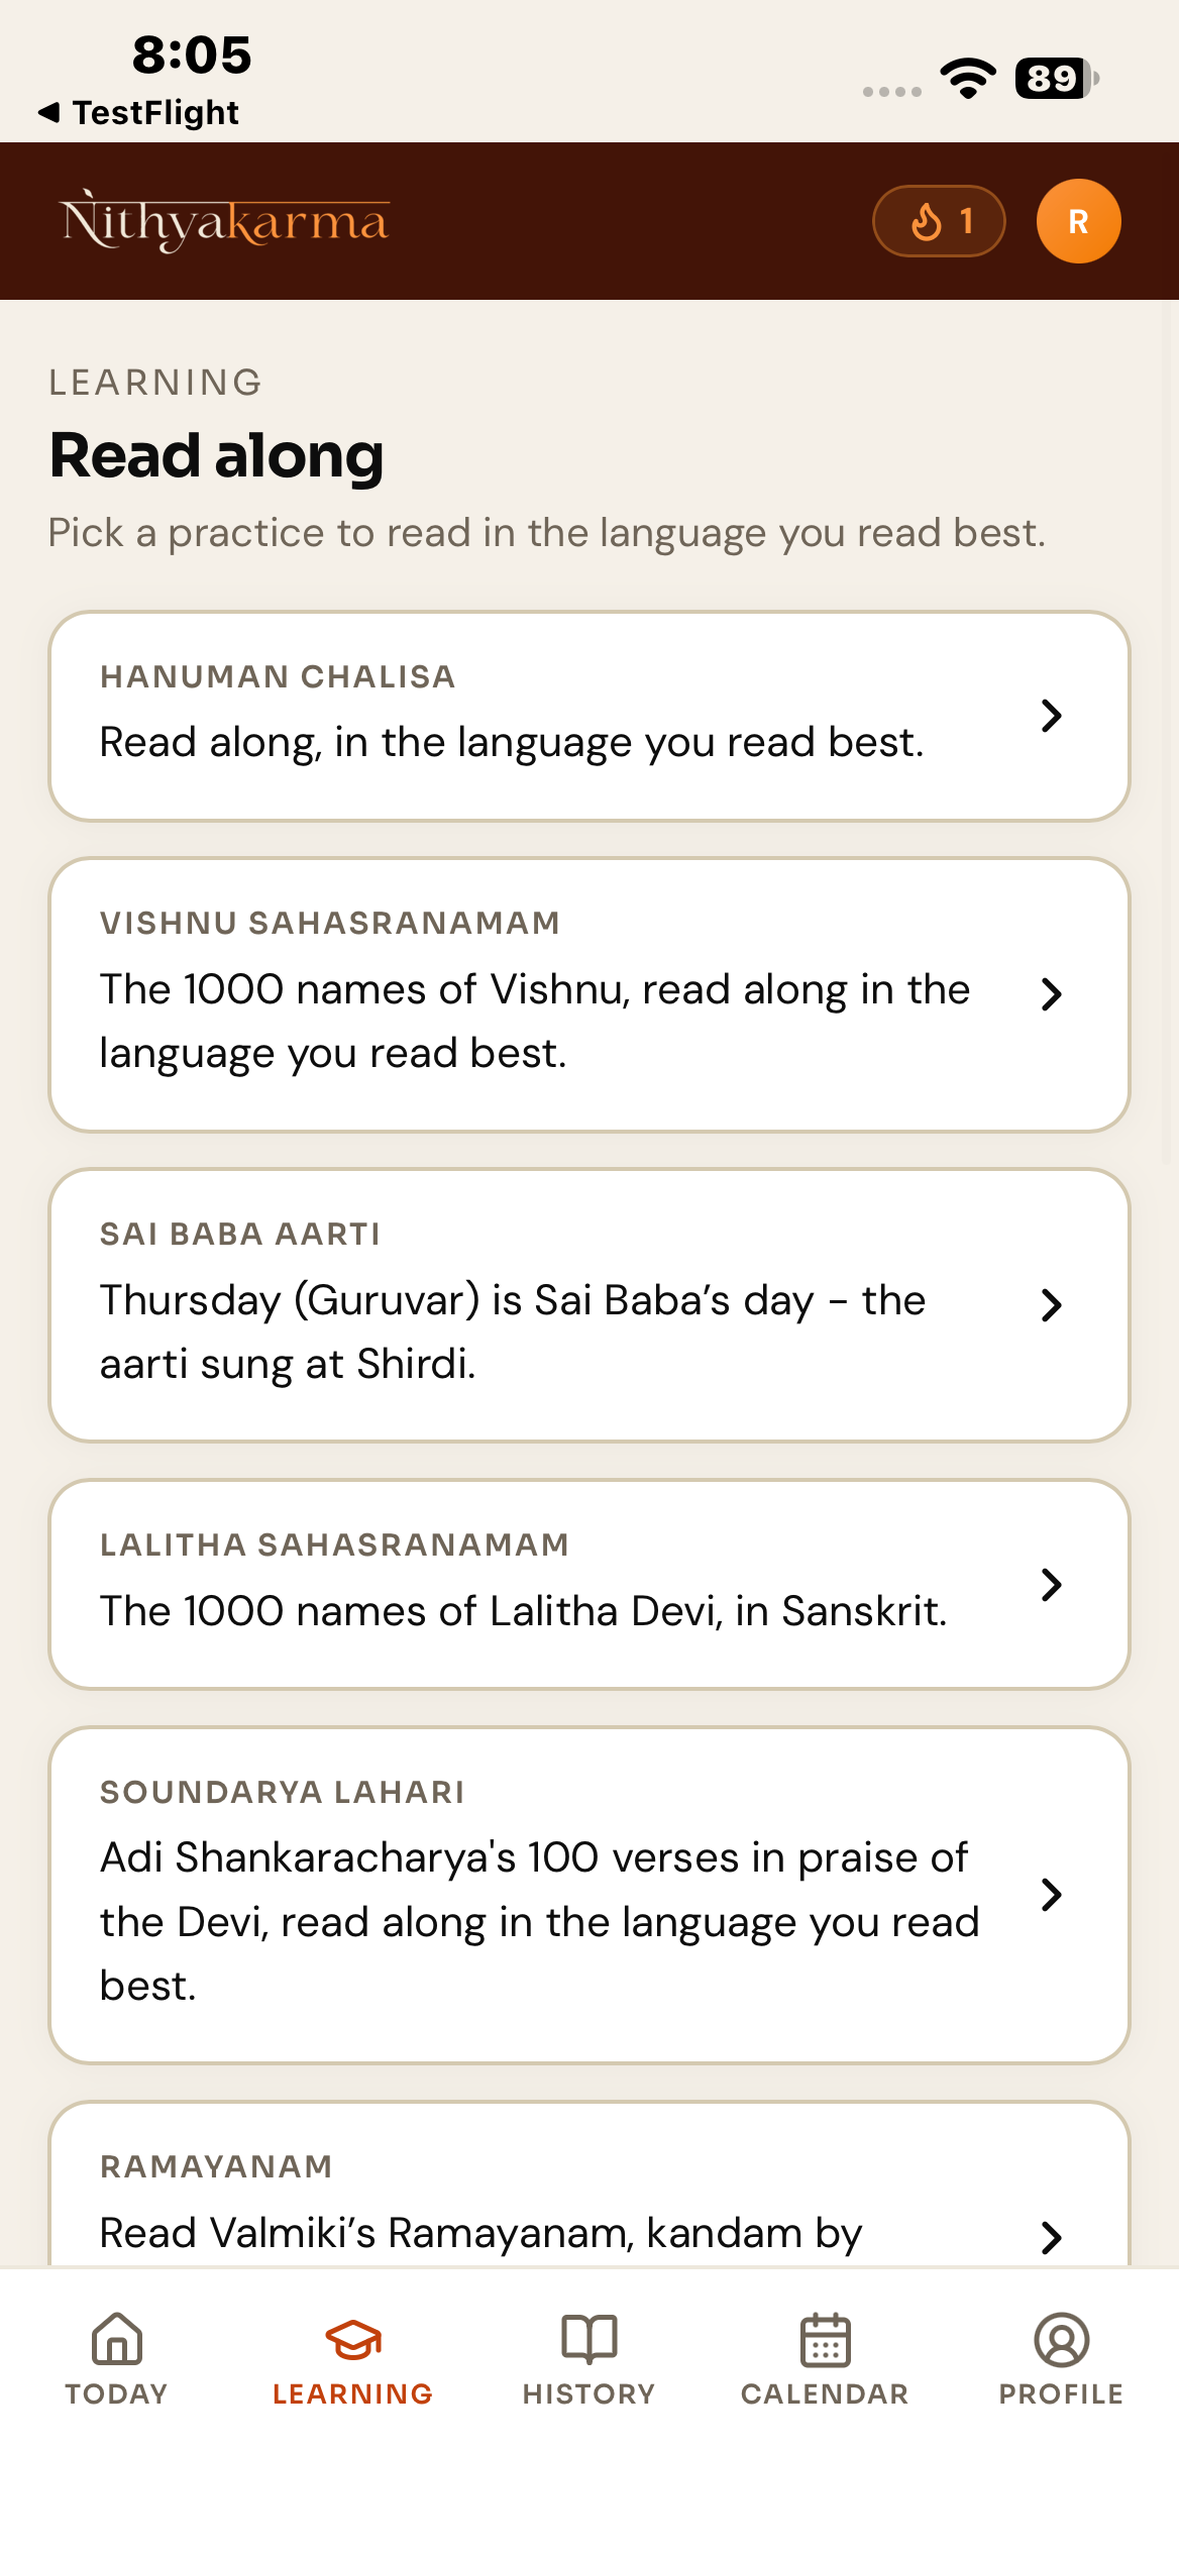 8:05
◀ TestFlight
89
Nithyakarma
1
R
LEARNING
Read along
Pick a practice to read in the language you read best.
HANUMAN CHALISA
Read along, in the language you read best.
VISHNU SAHASRANAMAM
The 1000 names of Vishnu, read along in the
language you read best.
SAI BABA AARTI
Thursday (Guruvar) is Sai Baba’s day - the
aarti sung at Shirdi.
LALITHA SAHASRANAMAM
The 1000 names of Lalitha Devi, in Sanskrit.
SOUNDARYA LAHARI
Adi Shankaracharya's 100 verses in praise of
the Devi, read along in the language you read
best.
RAMAYANAM
Read Valmiki’s Ramayanam, kandam by
TODAY
LEARNING
HISTORY
CALENDAR
PROFILE